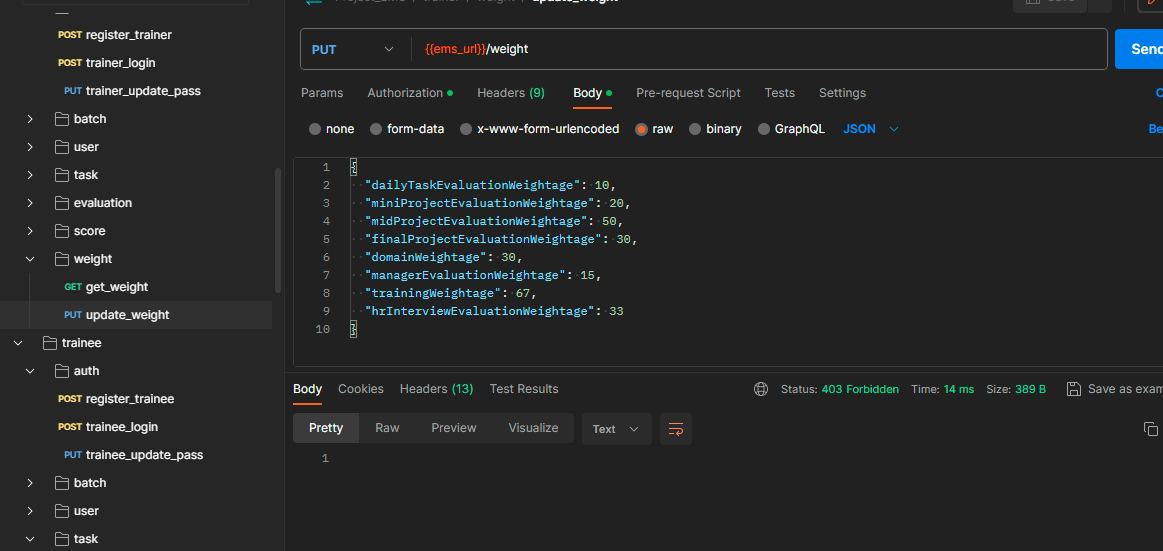 register_trainer
POST
trainer_login
POST
trainer_update_pass
PUT
batch
user
task
evaluation
score
weight
GET get_weight
PUT update_weight
trainee
auth
POST register_trainee
POST trainee_login
PUT trainee_update_pass
batch
user
task
update_weight
PUT {{ems_url}}/weight
Send
Params Authorization Headers (9) Body Pre-request Script Tests Settings
none form-data x-www-form-urlencoded raw binary GraphQL JSON Be
1 {
2 "dailyTaskEvaluationWeightage": 10,
3 "miniProjectEvaluationWeightage": 20,
4 "midProjectEvaluationWeightage": 50,
5 "finalProjectEvaluationWeightage": 30,
6 "domainWeightage": 30,
7 "managerEvaluationWeightage": 15,
8 "trainingWeightage": 67,
9 "hrInterviewEvaluationWeightage": 33
10 }
Body Cookies Headers (13) Test Results Status: 403 Forbidden Time: 14 ms Size: 389 B Save as exam
Pretty Raw Preview Visualize Text
1